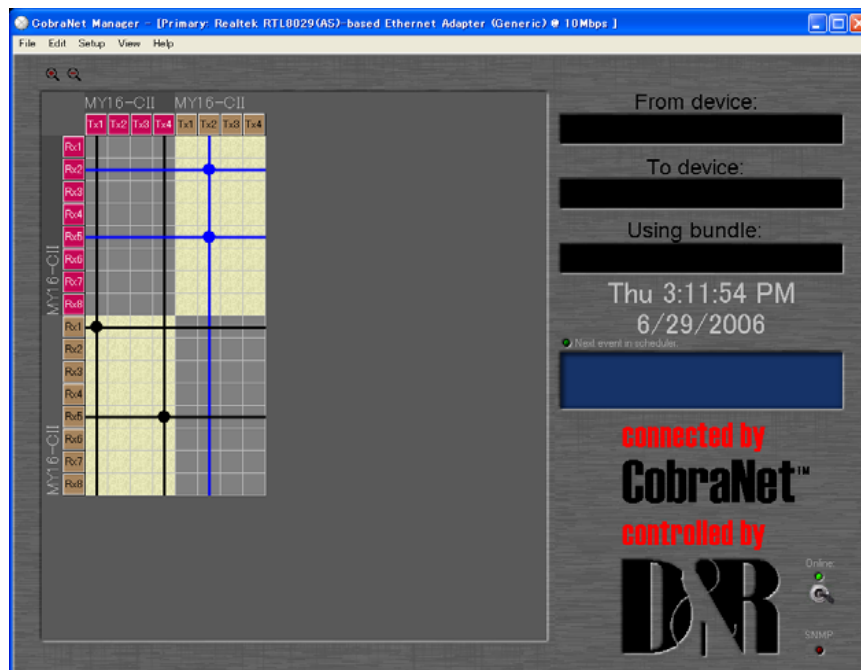 CobraNet Manager - [Primary: Realtek RTL8029(AS)-based Ethernet Adapter (Generic) @ 10Mbps ]
File Edit Setup View Help
MY16-CII MY16-CII
Tx1 Tx2 Tx3 Tx4 Tx1 Tx2 Tx3 Tx4
MY16-CII
Rx1
Rx2
Rx3
Rx4
Rx5
Rx6
Rx7
Rx8
MY16-CII
Rx1
Rx2
Rx3
Rx4
Rx5
Rx6
Rx7
Rx8
From device:
To device:
Using bundle:
Thu 3:11:54 PM
6/29/2006
Next event in scheduler:
connected by
CobraNet™
controlled by
D&R
Online:
SNMP